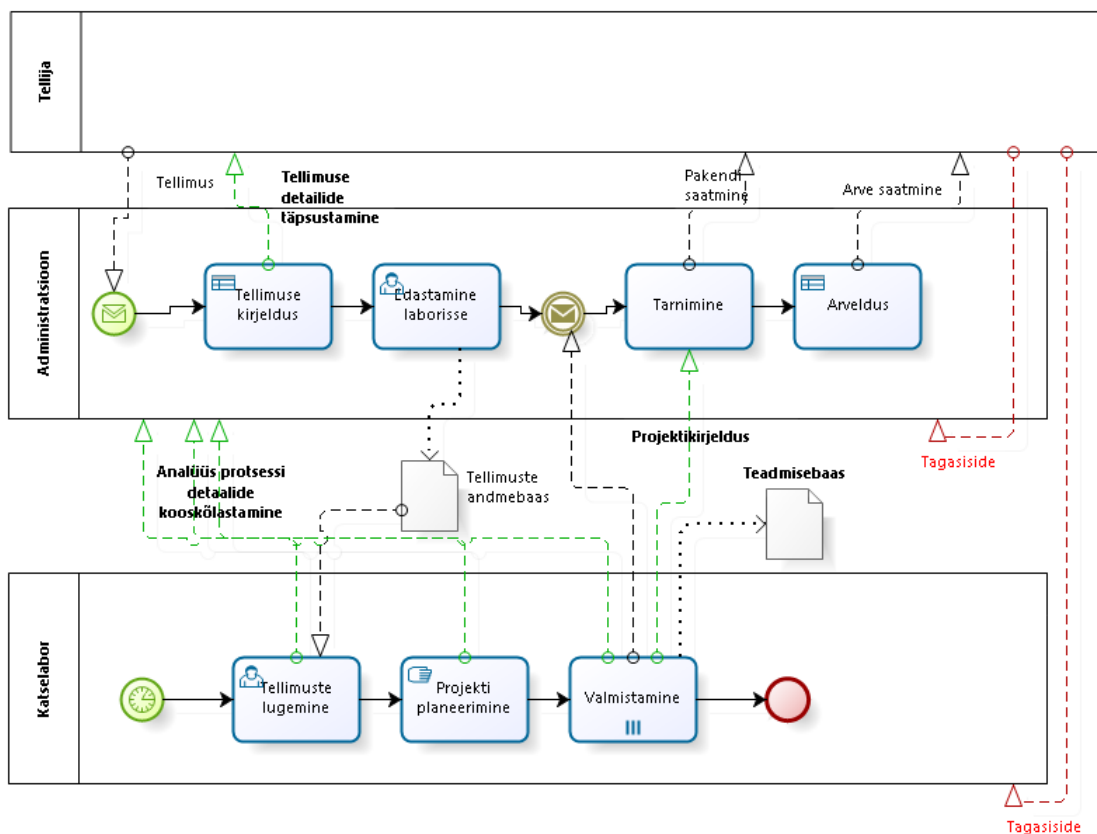 Tellija
Tellimus
Tellimuse
detailide
täpsustamine
Pakendi
saatmine
Arve saatmine
Administratsioon
Tellimuse
kirjeldus
Edastamine
laborisse
Tarnimine
Arveldus
Analüüs protsessi
detaalide
kooskõlastamine
Tellimuste
andmebaas
Projektikirjeldus
Teadmisebaas
Tagasiside
Kakselabor
Tellimuste
lugemine
Projekti
planeerimine
Valmistamine
Tagasiside